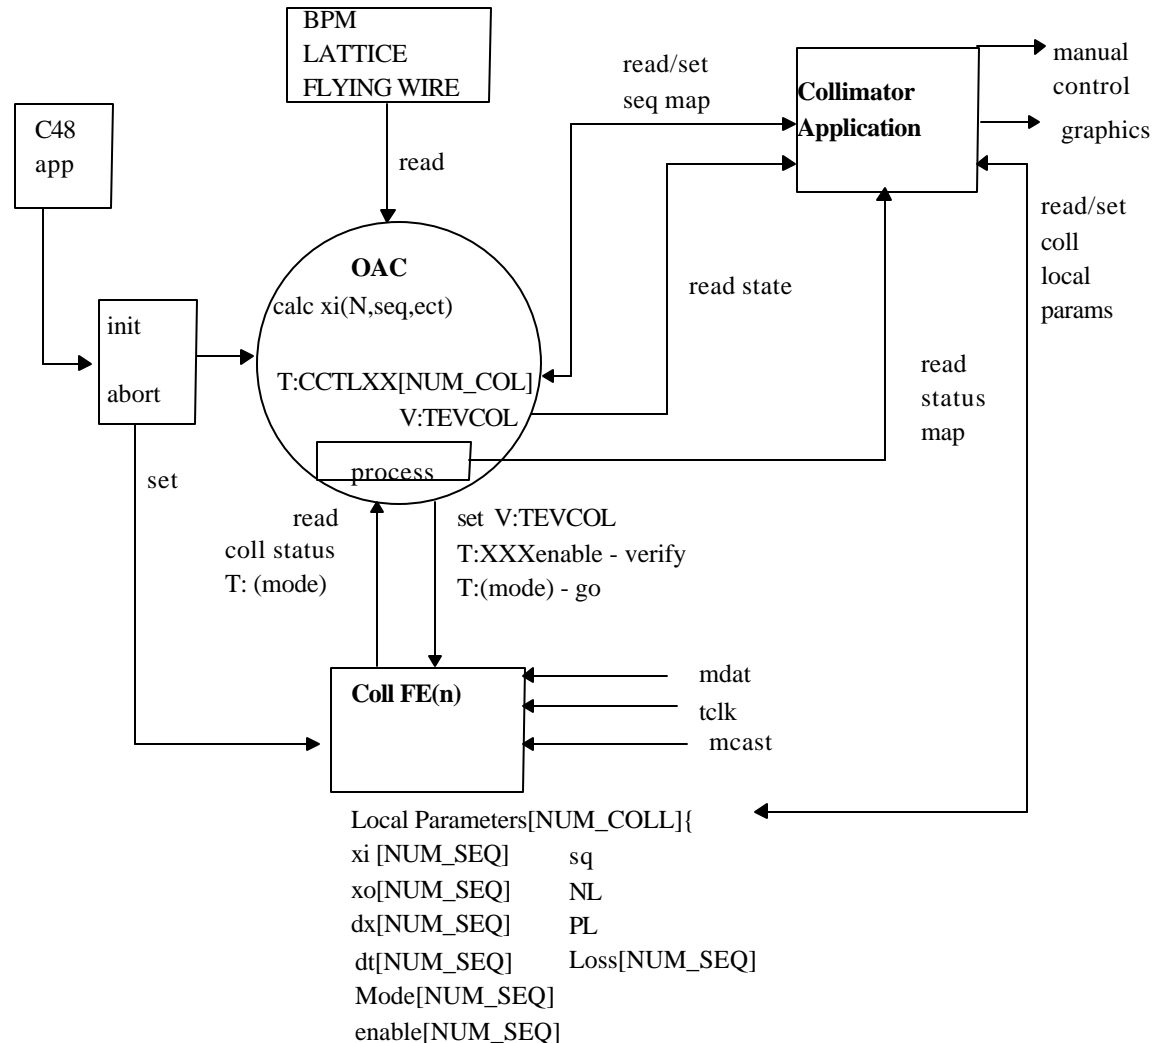 BPM
LATTICE
FLYING WIRE
C48
app
read
read/set
seq map
Collimator
Application
manual
control
graphics
read/set
coll
local
params
OAC
calc xi(N,seq,ect)
T:CCTLXX[NUM_COL]
V:TEVCOL
process
init
abort
read state
read
status
map
set
read
coll status
T: (mode)
set V:TEVCOL
T:XXXenable - verify
T:(mode) - go
Coll FE(n)
mdat
tclk
mcast
Local Parameters[NUM_COLL]{
xi [NUM_SEQ] sq
xo[NUM_SEQ] NL
dx[NUM_SEQ] PL
dt[NUM_SEQ] Loss[NUM_SEQ]
Mode[NUM_SEQ]
enable[NUM_SEQ]